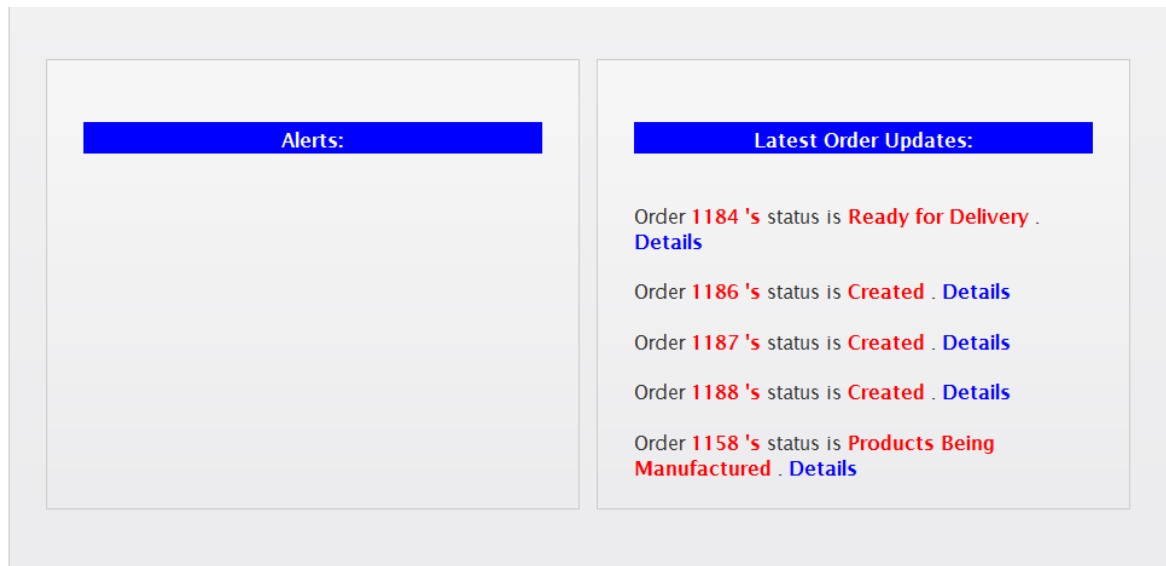 Alerts:
Latest Order Updates:
Order 1184 's status is Ready for Delivery .
Details
Order 1186 's status is Created . Details
Order 1187 's status is Created . Details
Order 1188 's status is Created . Details
Order 1158 's status is Products Being
Manufactured . Details